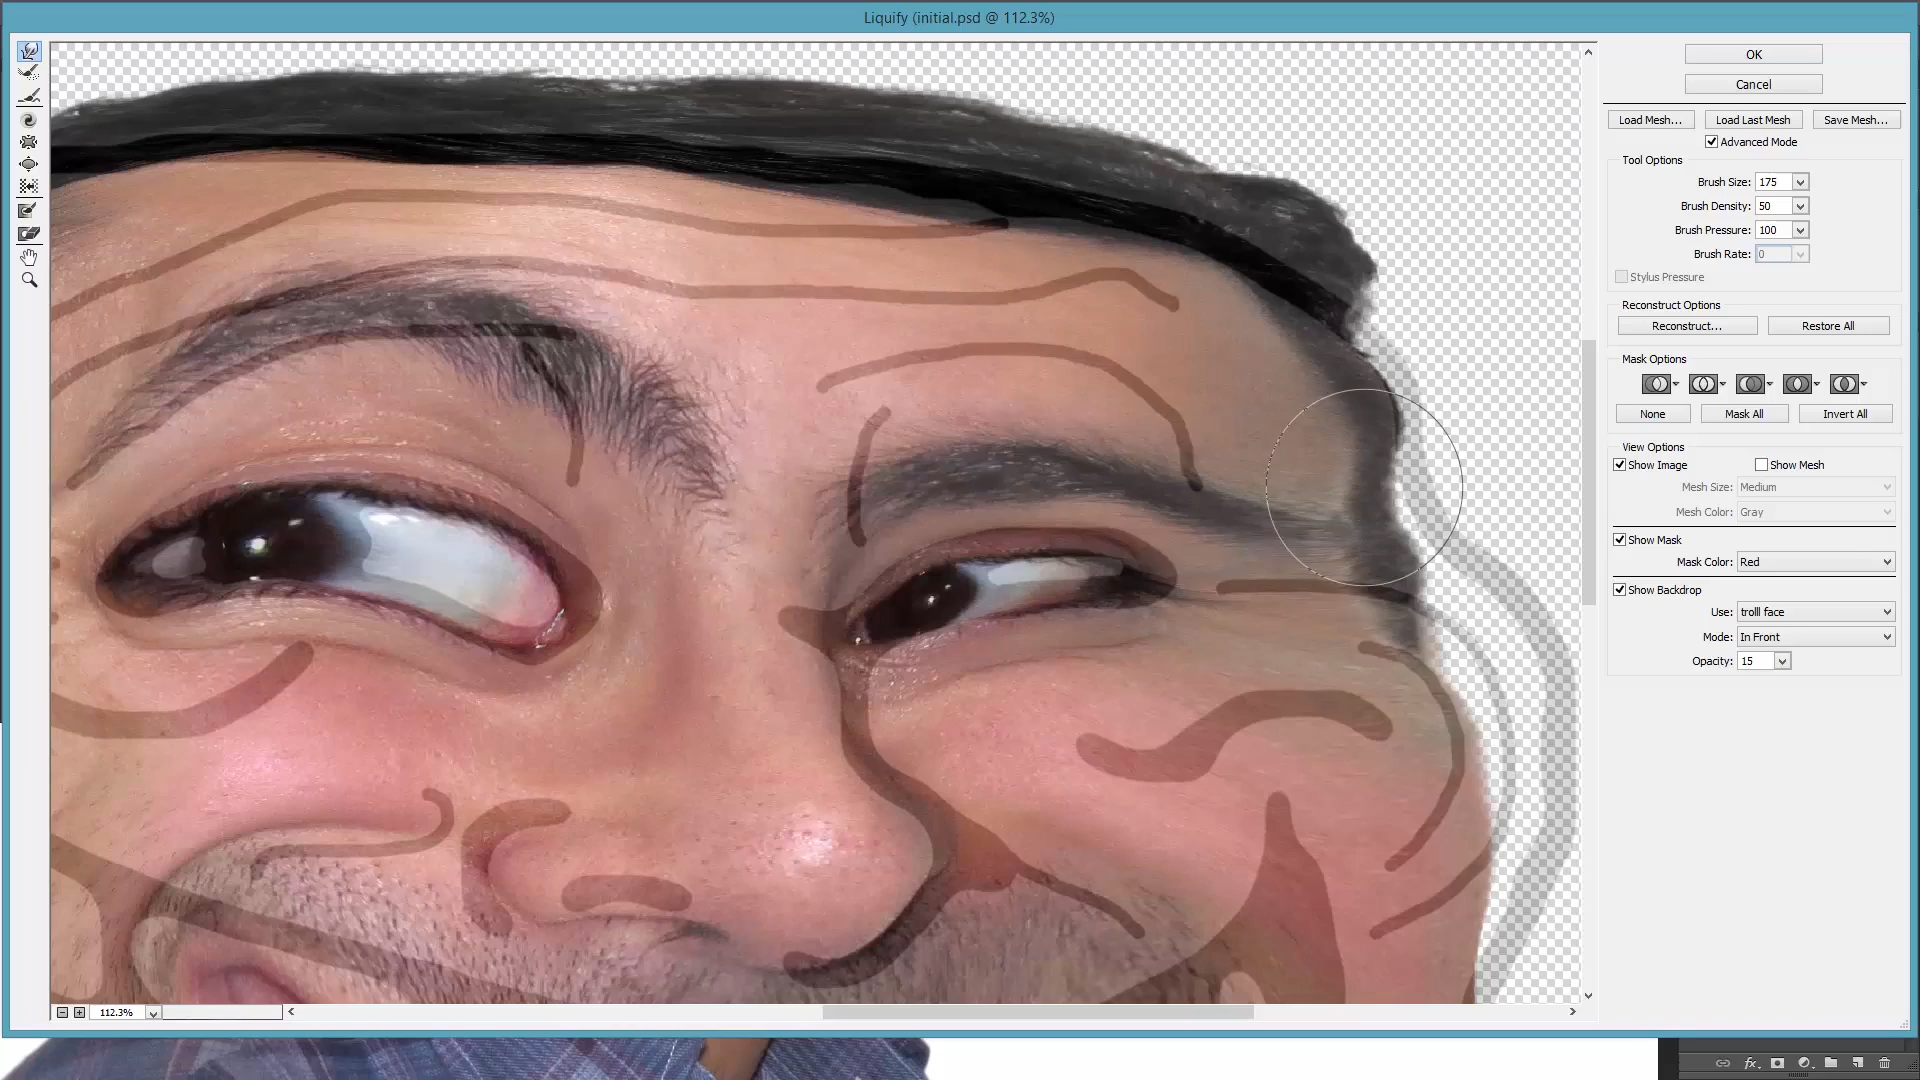 Liquify (initial.psd @ 112.3%)
OK
Cancel
Load Mesh... Load Last Mesh Save Mesh...
Advanced Mode
Tool Options
Brush Size: 175
Brush Density: 50
Brush Pressure: 100
Brush Rate: 0
Stylus Pressure
Reconstruct Options
Reconstruct... Restore All
Mask Options
None Mask All Invert All
View Options
Show Image Show Mesh
Mesh Size: Medium
Mesh Color: Gray
Show Mask
Mask Color: Red
Show Backdrop
Use: trolll face
Mode: In Front
Opacity: 15
112.3%
fx